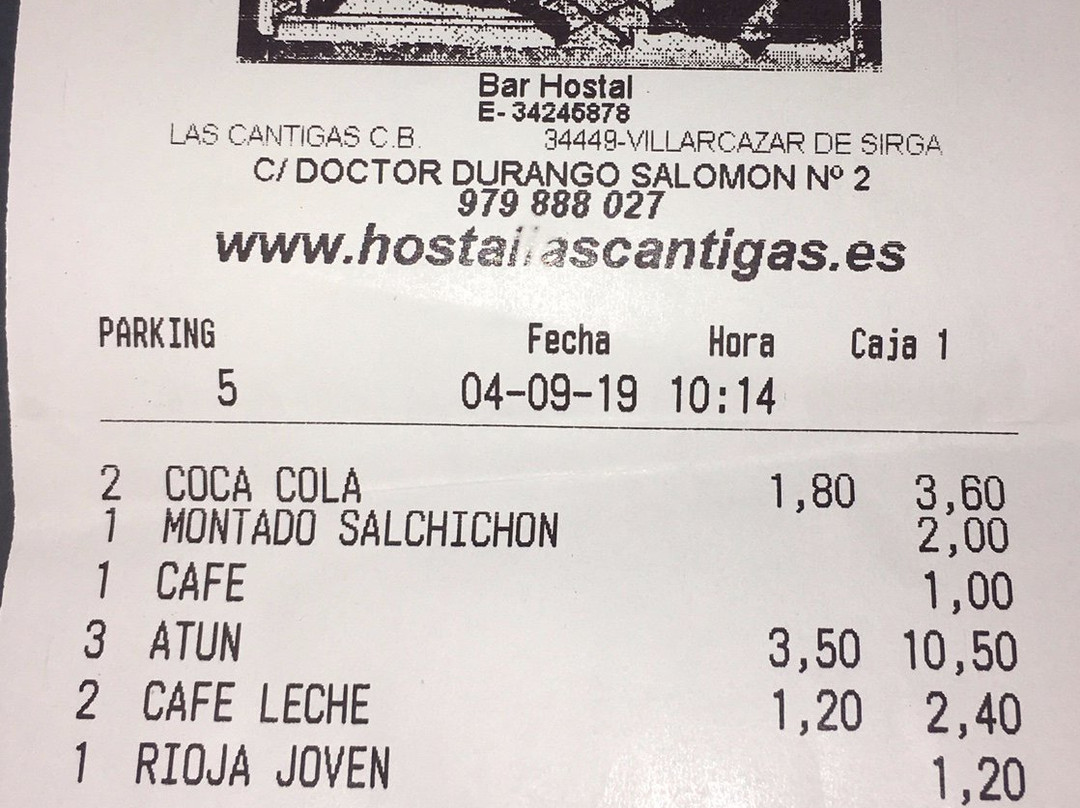 Bar Hostal
E- 34245878
LAS CANTIGAS C.B. 34449-VILLARCAZAR DE SIRGA
C/ DOCTOR DURANGO SALOMON Nº 2
979 888 027
www.hostallascantigas.es
PARKING Fecha Hora Caja 1
5 04-09-19 10:14
2 COCA COLA 1,80 3,60
1 MONTADO SALCHICHON 2,00
1 CAFE 1,00
3 ATUN 3,50 10,50
2 CAFE LECHE 1,20 2,40
1 RIOJA JOVEN 1,20